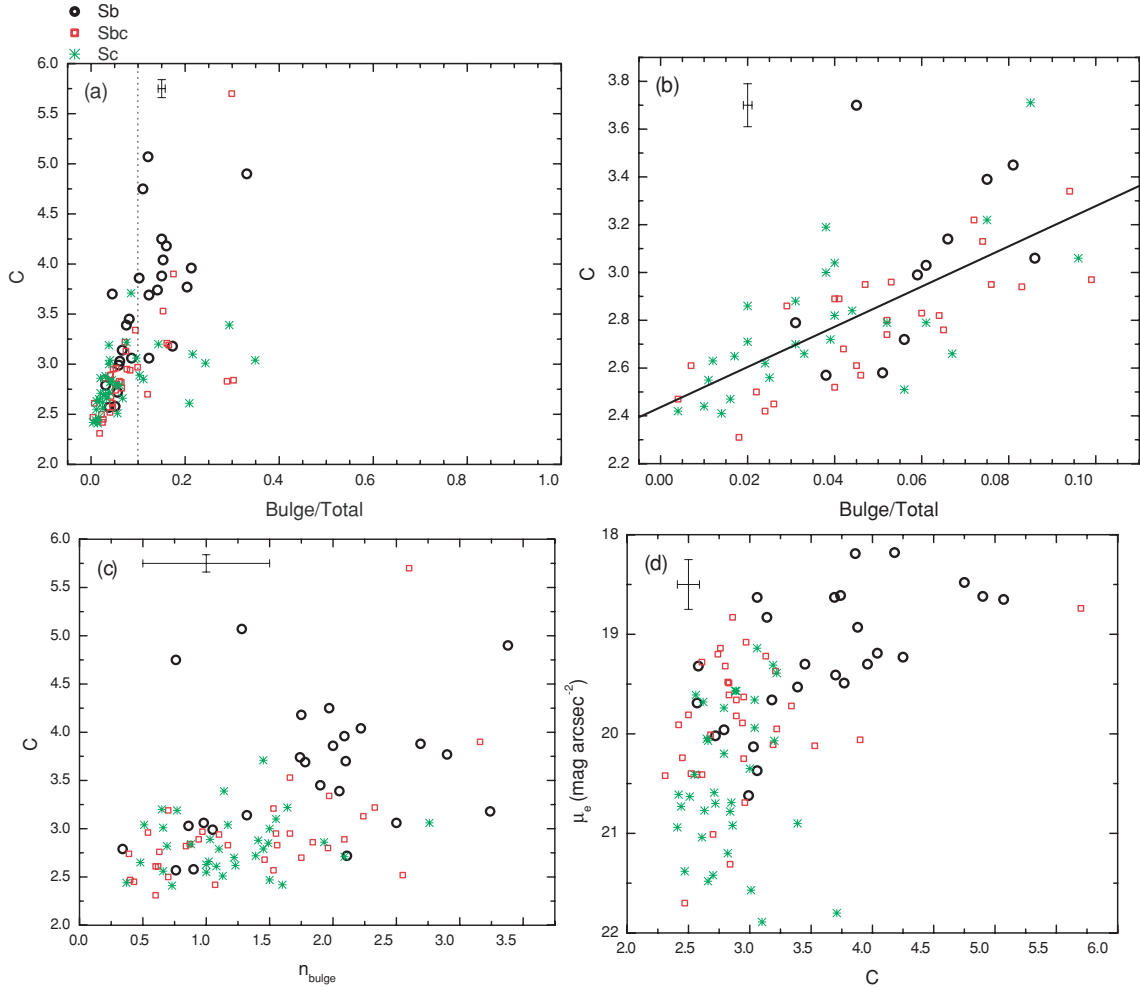 Sb
Sbc
Sc
(a)
6.0
5.5
5.0
4.5
4.0
3.5
3.0
2.5
2.0
C
0.0 0.2 0.4 0.6 0.8 1.0
Bulge/Total
(b)
3.8
3.6
3.4
3.2
3.0
2.8
2.6
2.4
2.2
C
0.00 0.02 0.04 0.06 0.08 0.10
Bulge/Total
(c)
6.0
5.5
5.0
4.5
4.0
3.5
3.0
2.5
2.0
C
0.0 0.5 1.0 1.5 2.0 2.5 3.0 3.5
n_bulge
(d)
18
19
20
21
22
μ_e (mag arcsec⁻²)
2.0 2.5 3.0 3.5 4.0 4.5 5.0 5.5 6.0
C